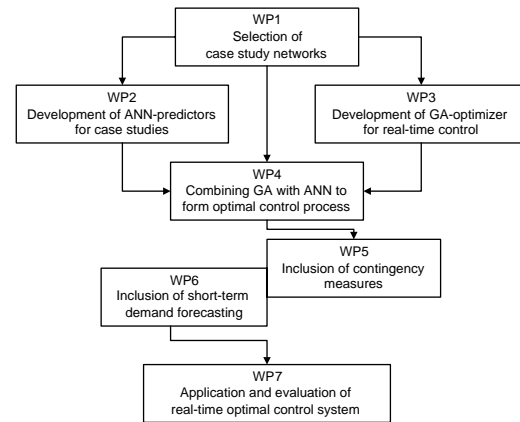 WP1
Selection of
case study networks
WP2
Development of ANN-predictors
for case studies
WP3
Development of GA-optimizer
for real-time control
WP4
Combining GA with ANN to
form optimal control process
WP5
Inclusion of contingency
measures
WP6
Inclusion of short-term
demand forecasting
WP7
Application and evaluation of
real-time optimal control system